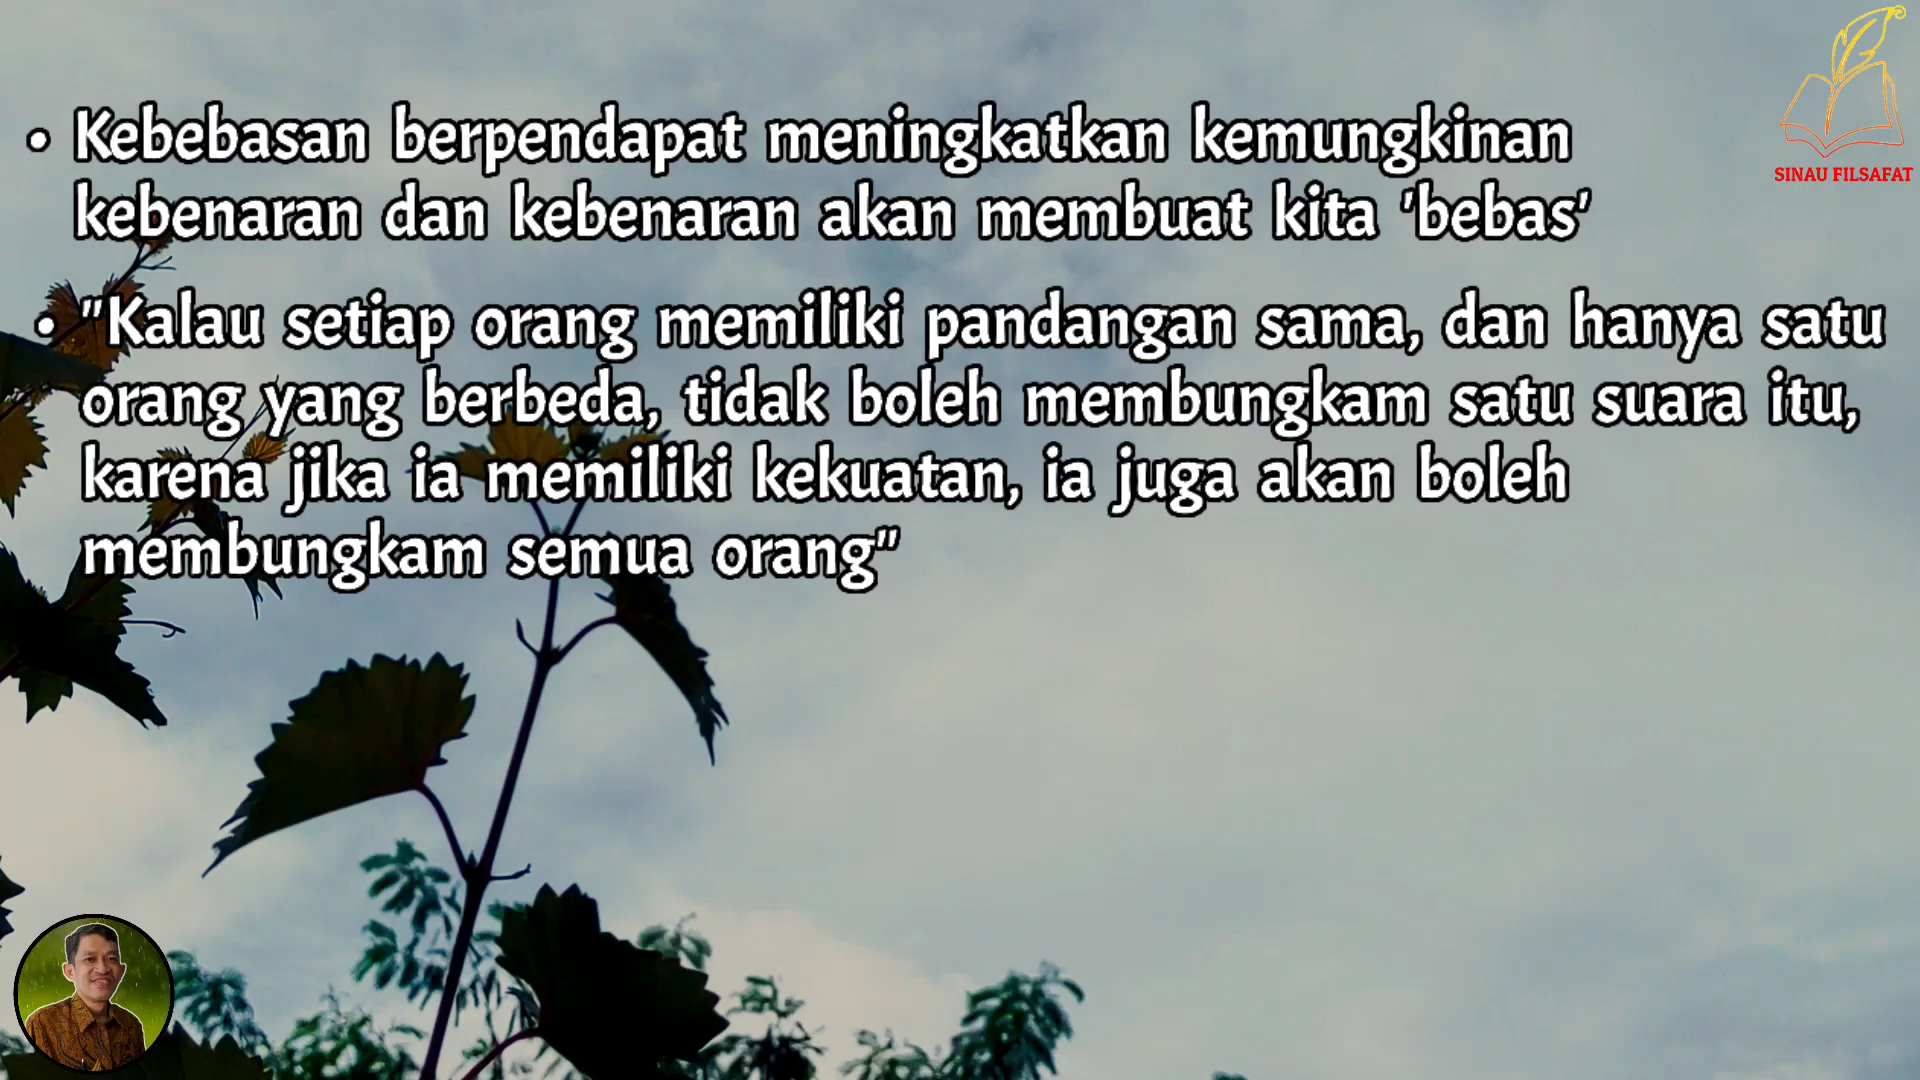 • Kebebasan berpendapat meningkatkan kemungkinan
kebenaran dan kebenaran akan membuat kita 'bebas'
• "Kalau setiap orang memiliki pandangan sama, dan hanya satu
orang yang berbeda, tidak boleh membungkam satu suara itu,
karena jika ia memiliki kekuatan, ia juga akan boleh
membungkam semua orang"
SINAU FILSAFAT